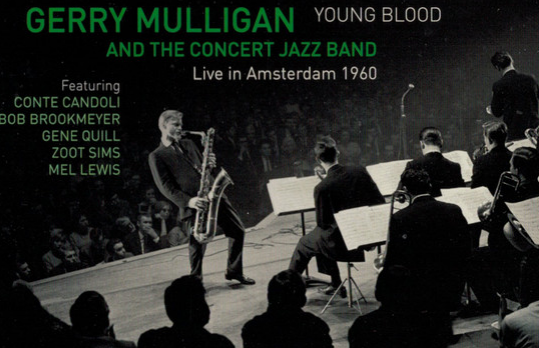 GERRY MULLIGAN YOUNG BLOOD
AND THE CONCERT JAZZ BAND
Live in Amsterdam 1960
Featuring
CONTE CANDOLI
BOB BROOKMEYER
GENE QUILL
ZOOT SIMS
MEL LEWIS